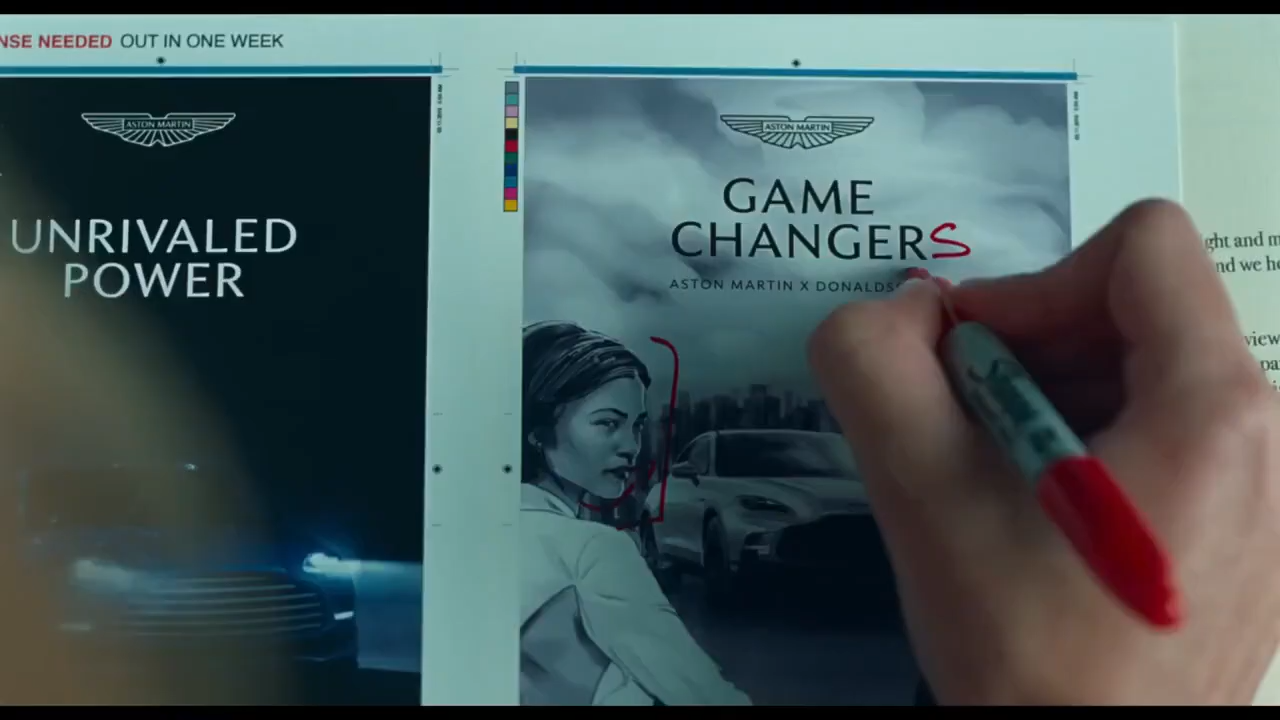 NSE NEEDED OUT IN ONE WEEK
ASTON MARTIN
UNRIVALED
POWER
ASTON MARTIN
GAME
CHANGERS
ASTON MARTIN X DONALDS
ght and m
nd we he
view
pa